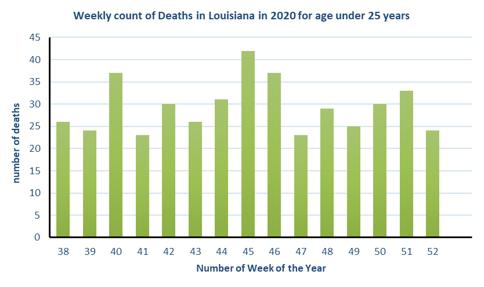 Weekly count of Deaths in Louisiana in 2020 for age under 25 years
number of deaths
45
40
35
30
25
20
15
10
5
0
38 39 40 41 42 43 44 45 46 47 48 49 50 51 52
Number of Week of the Year